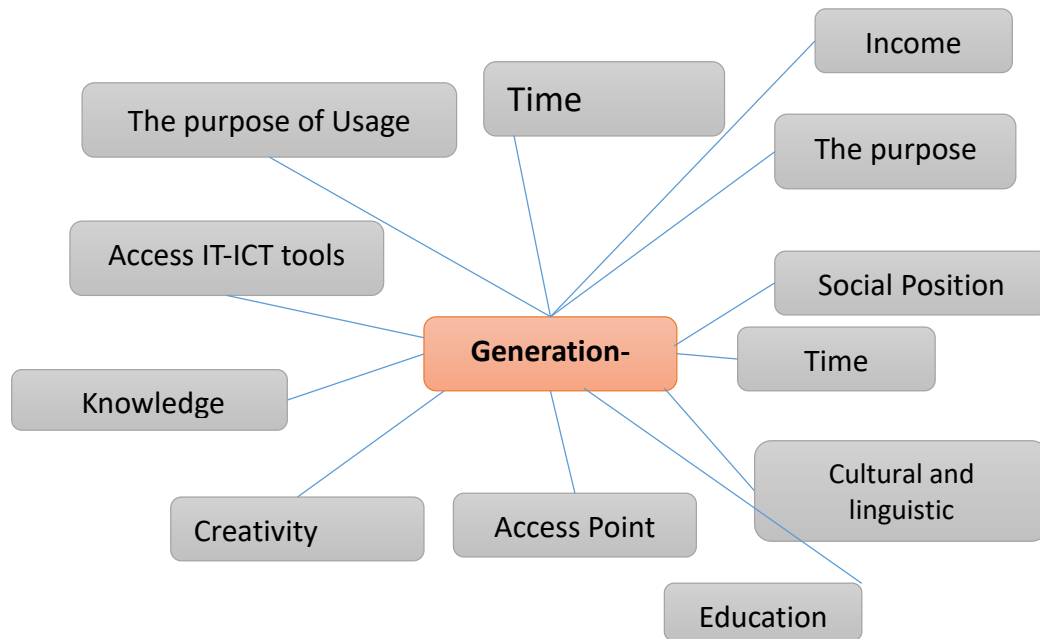 Income
Time
The purpose of Usage
The purpose
Access IT-ICT tools
Social Position
Generation-
Time
Knowledge
Cultural and
linguistic
Creativity
Access Point
Education